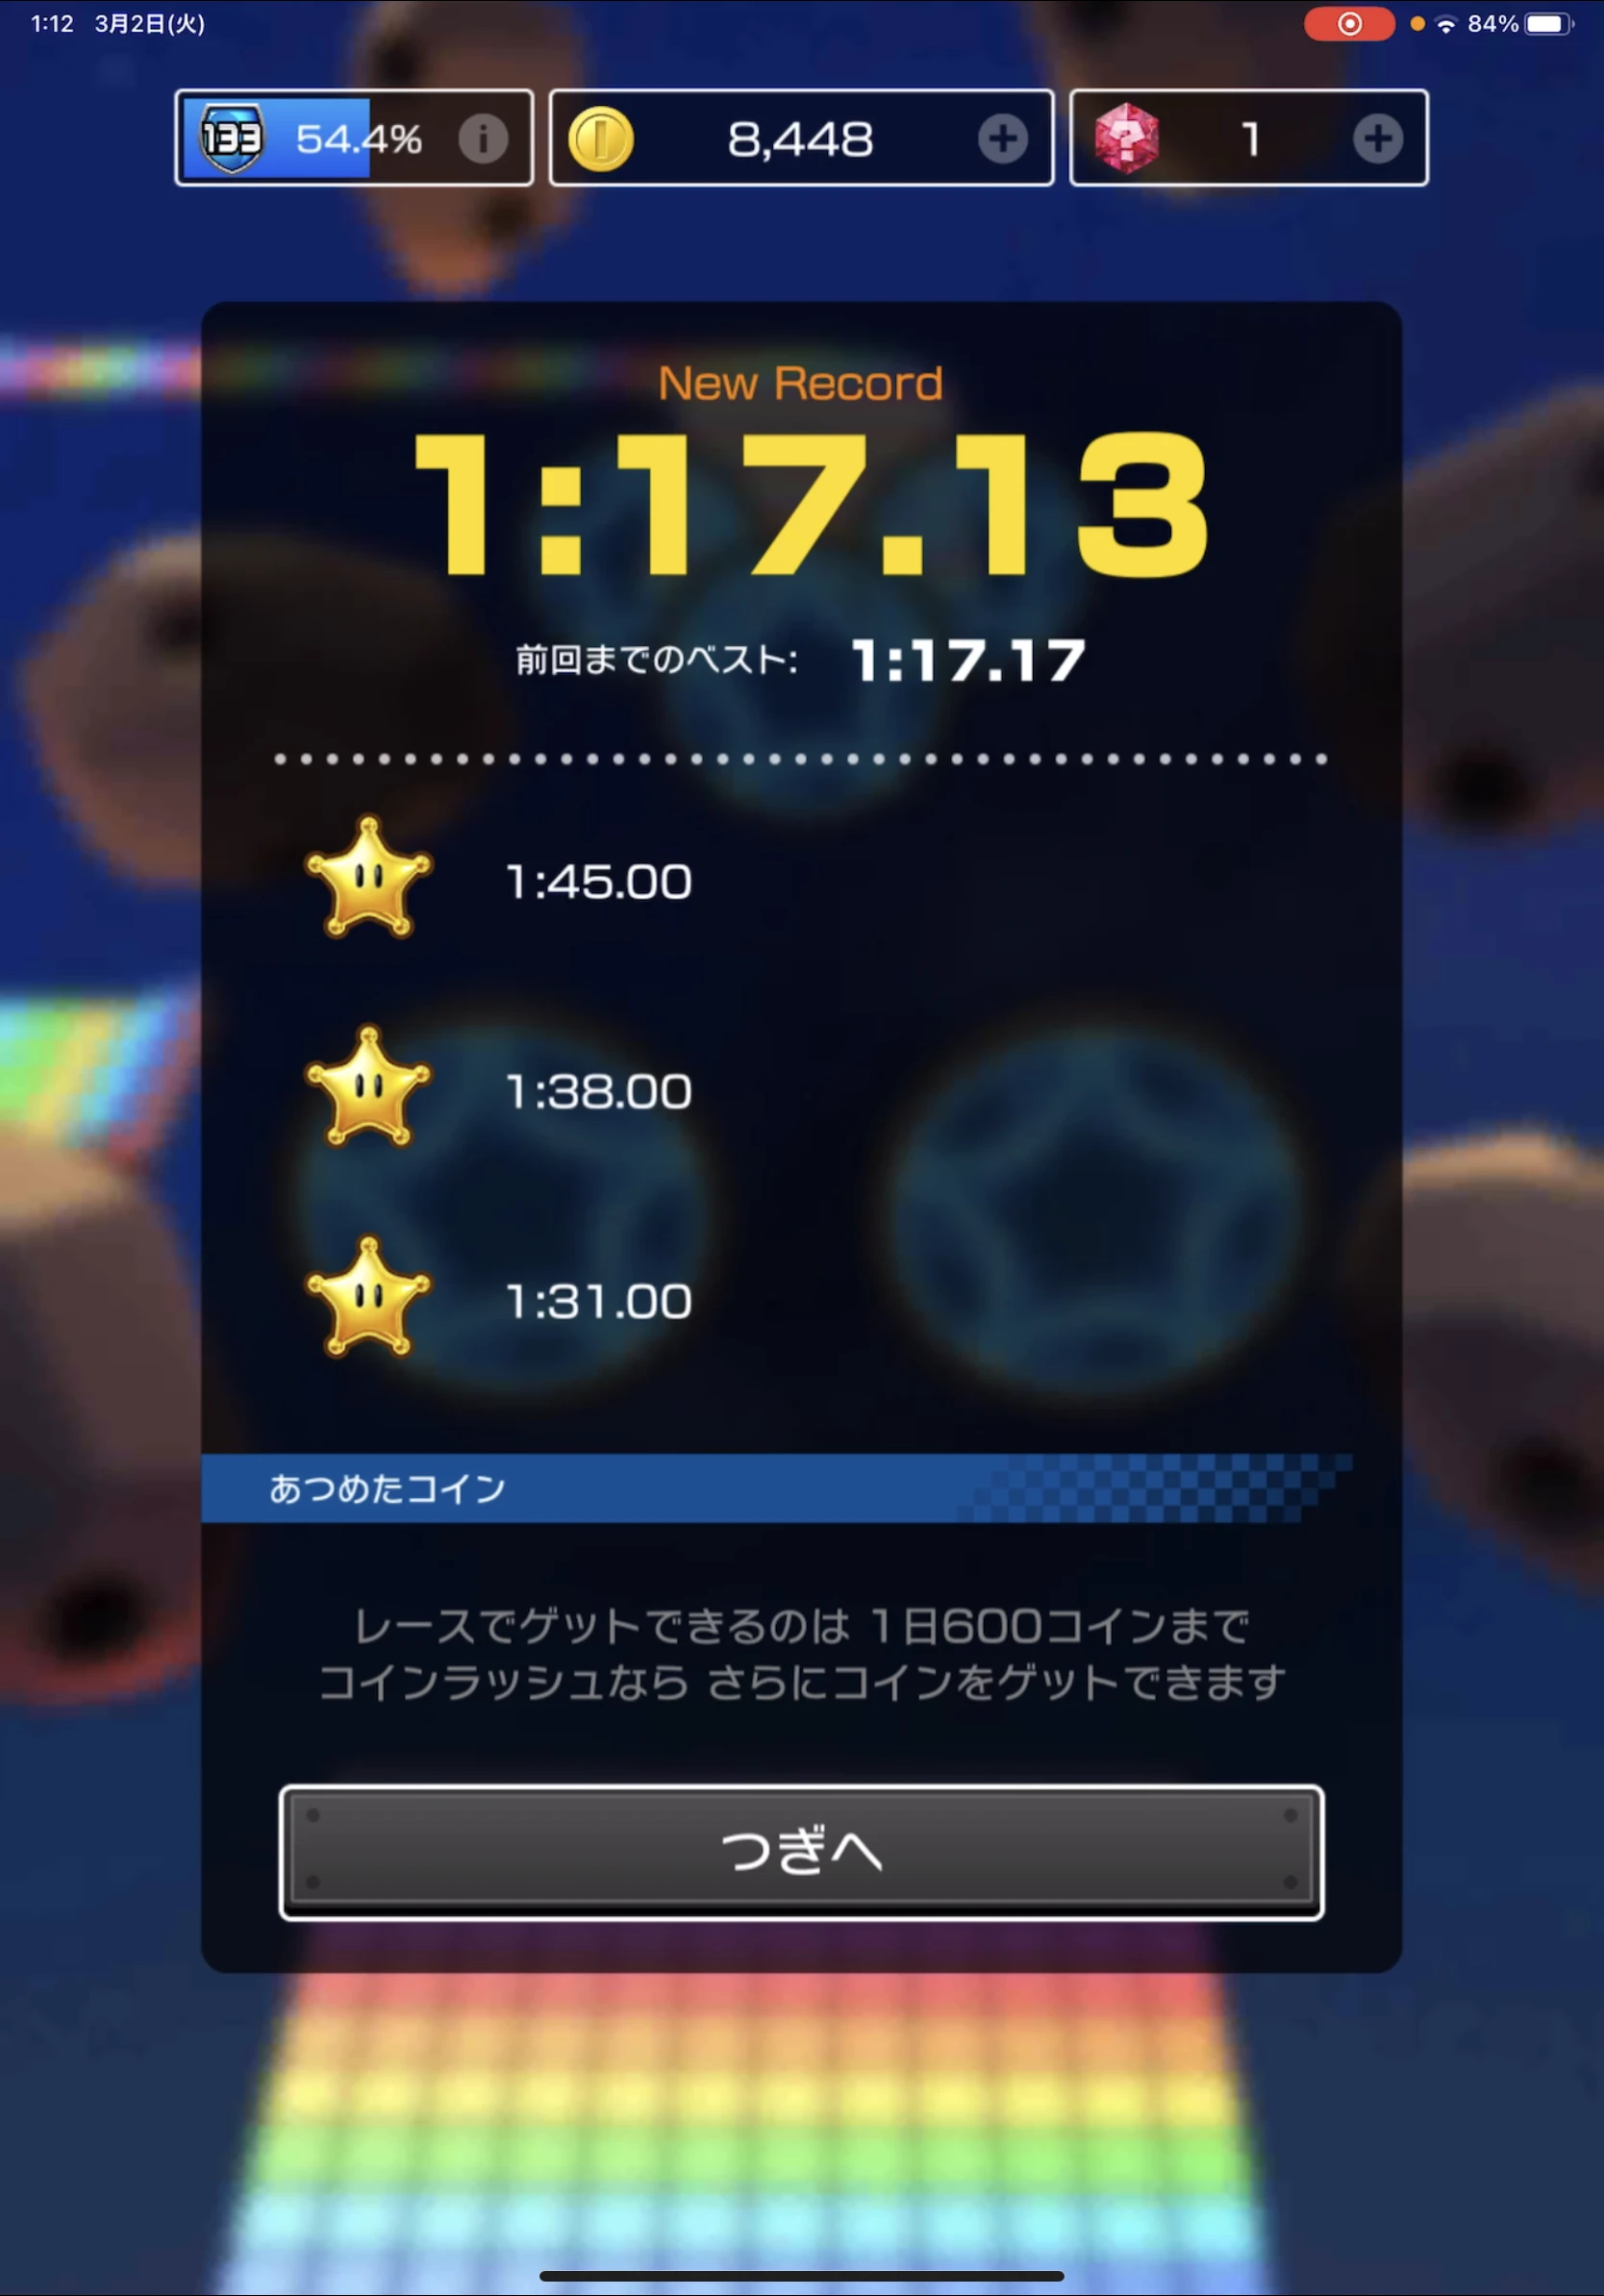 1:12 3月2日(火) 84%
133 54.4% 8,448 1
New Record
1:17.13
前回までのベスト: 1:17.17
1:45.00
1:38.00
1:31.00
あつめたコイン
レースでゲットできるのは 1日600コインまで
コインラッシュなら さらにコインをゲットできます
つぎへ